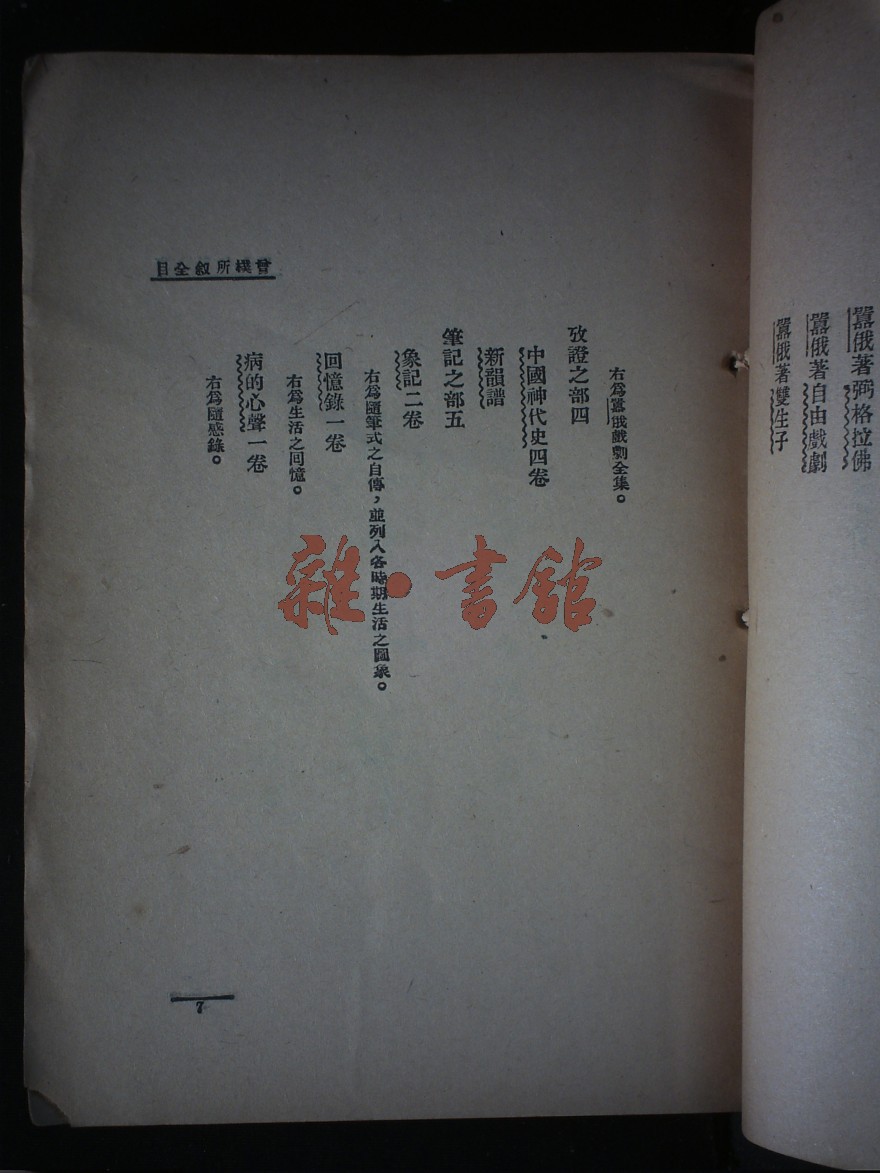 囂俄著弼格拉佛
囂俄著自由戲劇
囂俄著雙生子
曾樸所叙全目
右爲囂俄戲劇全集。
攷證之部四
中國神代史四卷
新韻譜
筆記之部五
象記二卷
右爲隨筆式之自傳，並列入各時期生活之圖象。
回憶錄一卷
右爲生活之回憶。
病的心聲一卷
右爲隨感錄。
7
雜·書館